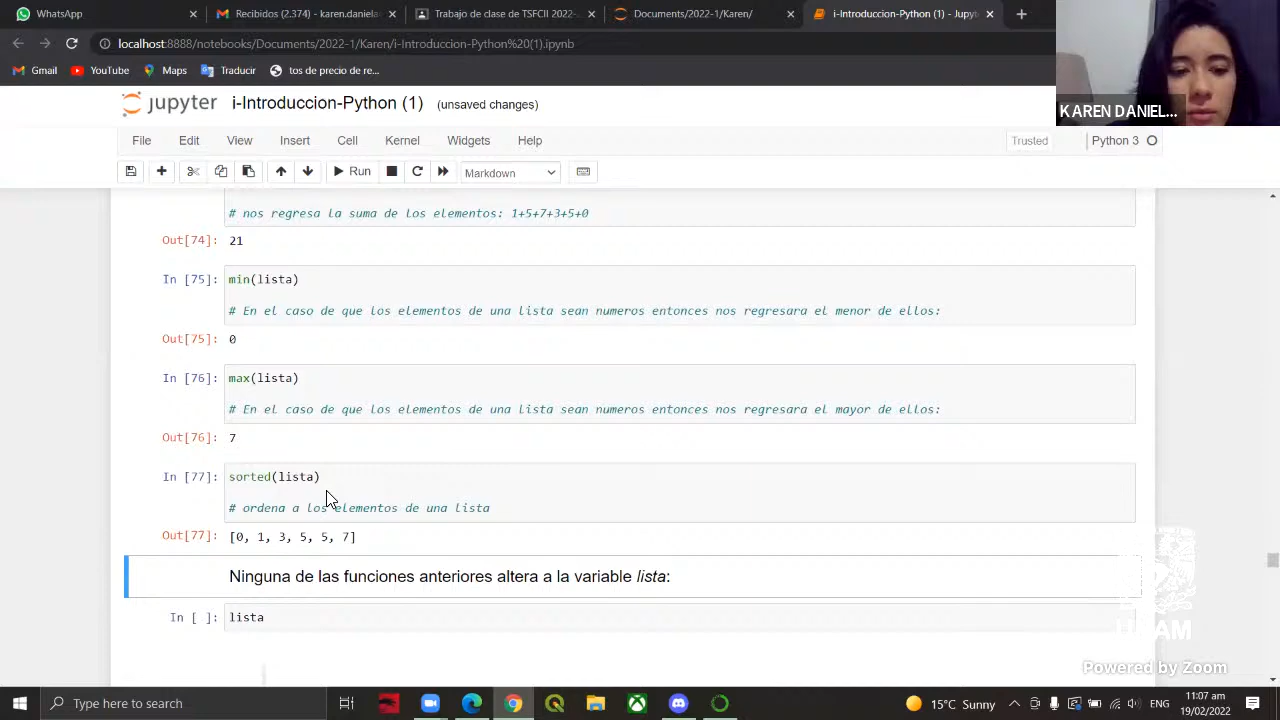 WhatsApp
Recibidos (2.374) - karen.daniela
Trabajo de clase de TSFCII 2022-
Documents/2022-1/Karen/
i-Introduccion-Python (1) - Jupyt
localhost:8888/notebooks/Documents/2022-1/Karen/i-Introduccion-Python%20(1).ipynb
Gmail
YouTube
Maps
Traducir
tos de precio de re...
KAREN DANIEL...
jupyter i-Introduccion-Python (1) (unsaved changes)
File Edit View Insert Cell Kernel Widgets Help
Trusted
Python 3
Run
Markdown
# nos regresa la suma de los elementos: 1+5+7+3+5+0
Out[74]: 21
In [75]: min(lista)
# En el caso de que los elementos de una lista sean numeros entonces nos regresara el menor de ellos:
Out[75]: 0
In [76]: max(lista)
# En el caso de que los elementos de una lista sean numeros entonces nos regresara el mayor de ellos:
Out[76]: 7
In [77]: sorted(lista)
# ordena a los elementos de una lista
Out[77]: [0, 1, 3, 5, 5, 7]
Ninguna de las funciones anteriores altera a la variable lista:
In [ ]: lista
UNAM
Powered by Zoom
Type here to search
15°C Sunny
ENG
11:07 am
19/02/2022